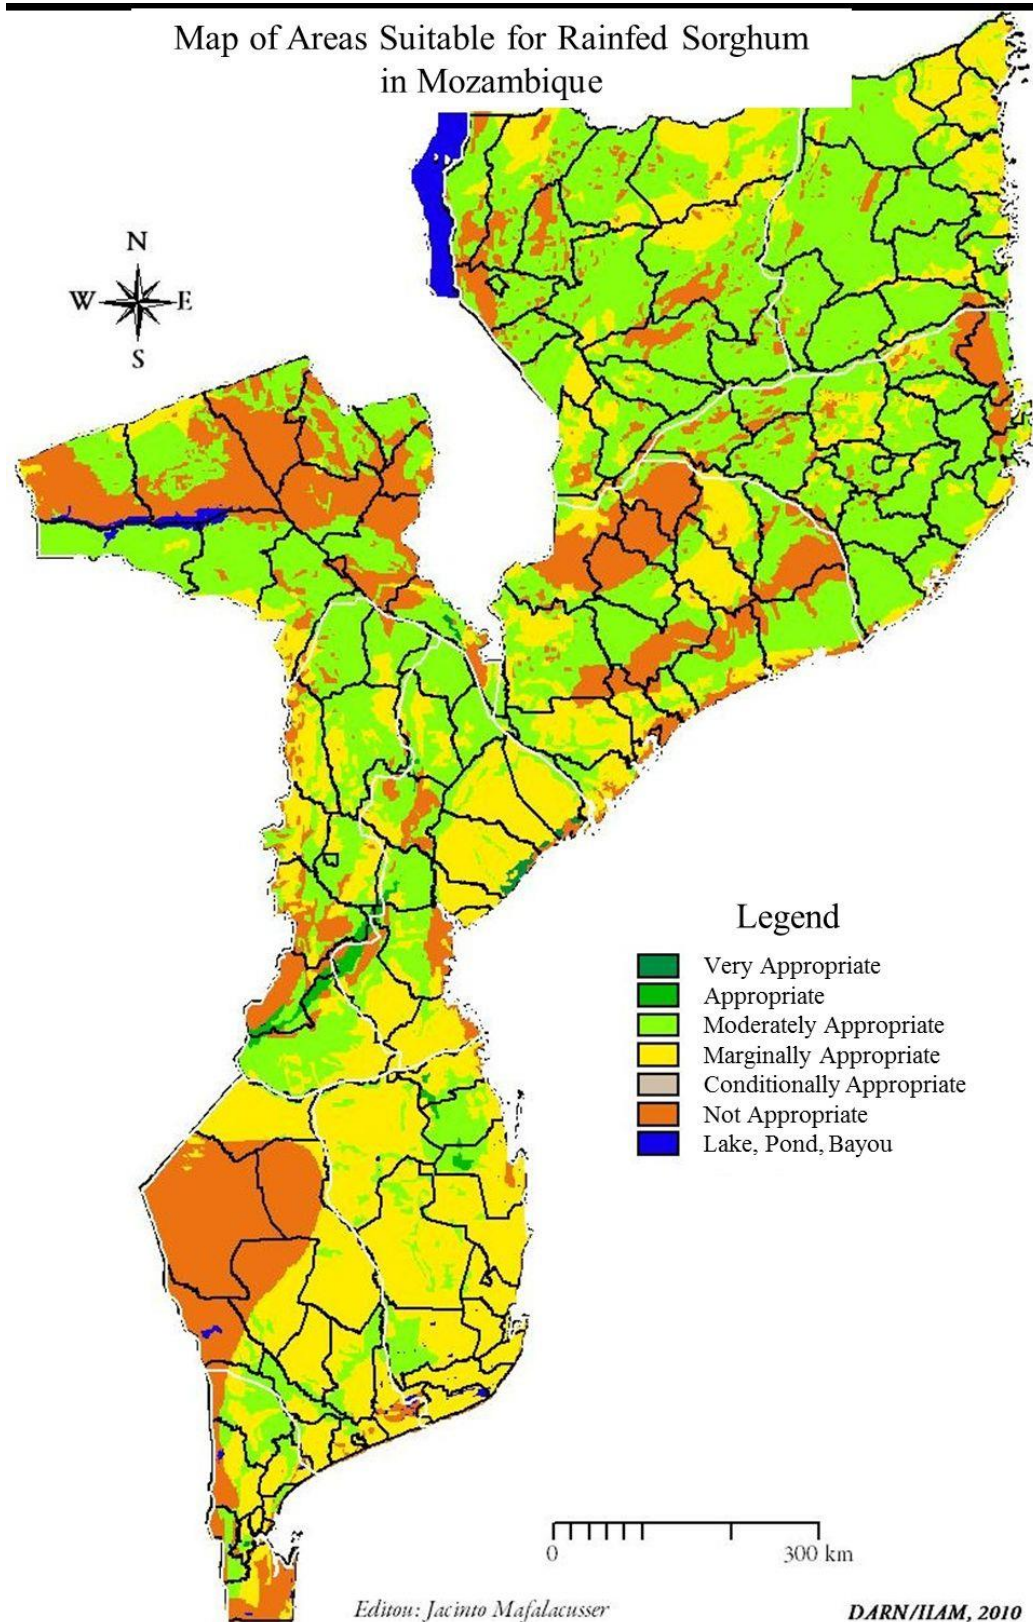 Map of Areas Suitable for Rainfed Sorghum
in Mozambique
N
W E
S
Legend
Very Appropriate
Appropriate
Moderately Appropriate
Marginally Appropriate
Conditionally Appropriate
Not Appropriate
Lake, Pond, Bayou
0 300 km
Editou: Jacinto Mafalacusser
DARN/IIAM, 2010